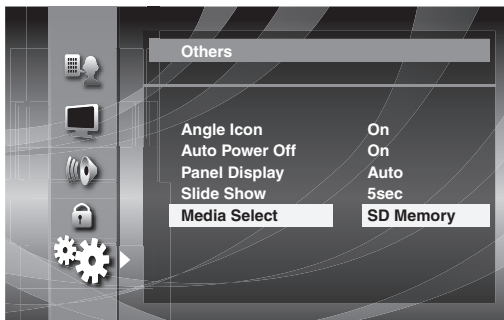 Others
Angle Icon On
Auto Power Off On
Panel Display Auto
Slide Show 5sec
Media Select SD Memory